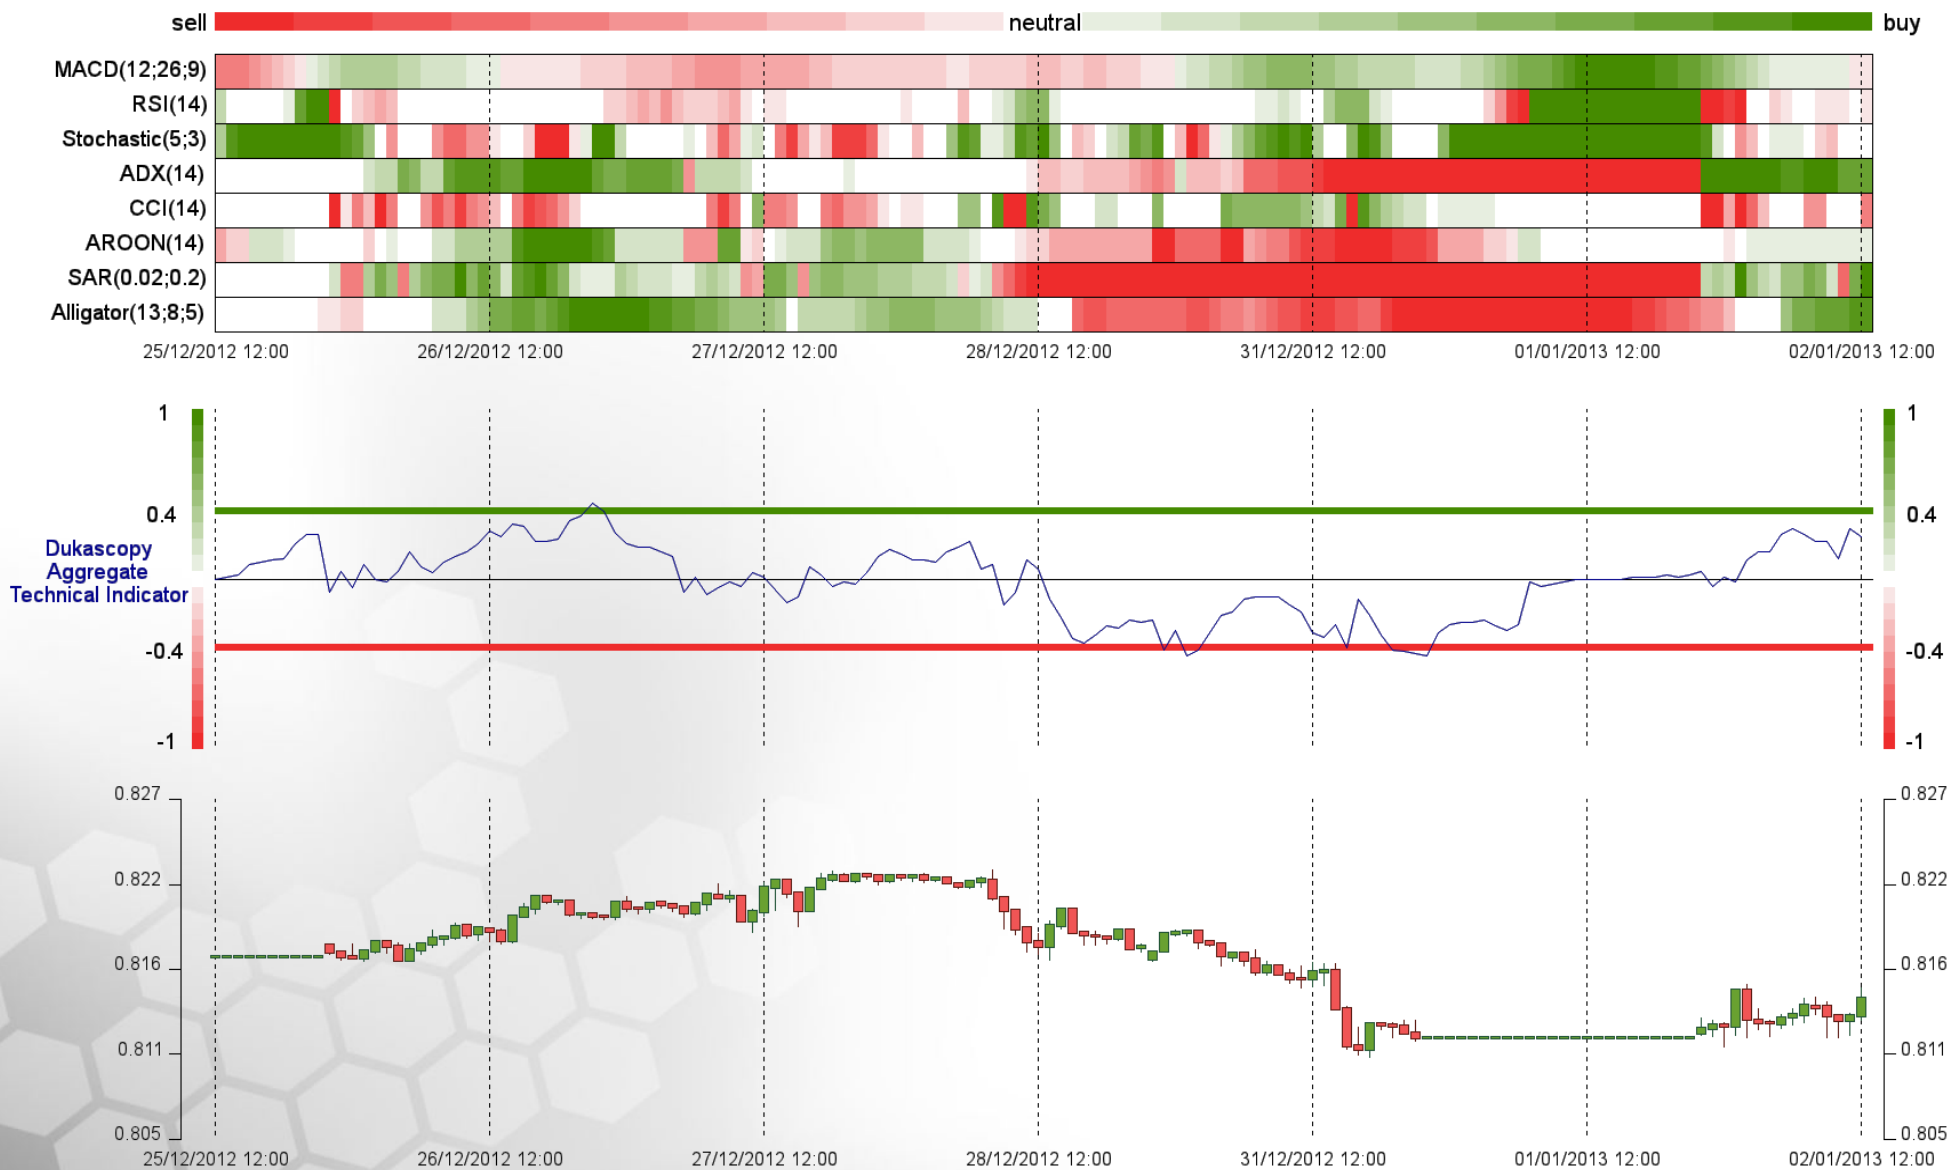 sell neutral buy
MACD(12;26;9)
RSI(14)
Stochastic(5;3)
ADX(14)
CCI(14)
AROON(14)
SAR(0.02;0.2)
Alligator(13;8;5)
25/12/2012 12:00 26/12/2012 12:00 27/12/2012 12:00 28/12/2012 12:00 31/12/2012 12:00 01/01/2013 12:00 02/01/2013 12:00
1 1
0.4 0.4
Dukascopy
Aggregate
Technical Indicator
-0.4 -0.4
-1 -1
0.827 0.827
0.822 0.822
0.816 0.816
0.811 0.811
0.805 0.805
25/12/2012 12:00 26/12/2012 12:00 27/12/2012 12:00 28/12/2012 12:00 31/12/2012 12:00 01/01/2013 12:00 02/01/2013 12:00